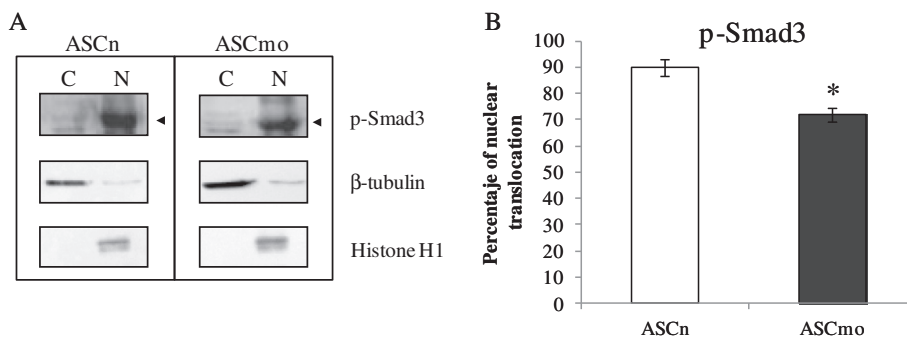 A
ASCn
ASCmo
C N
C N
p-Smad3
β-tubulin
Histone H1
B
p-Smad3
Percentaje of nuclear
translocation
100
90
80
70
60
50
40
30
20
10
0
*
ASCn
ASCmo